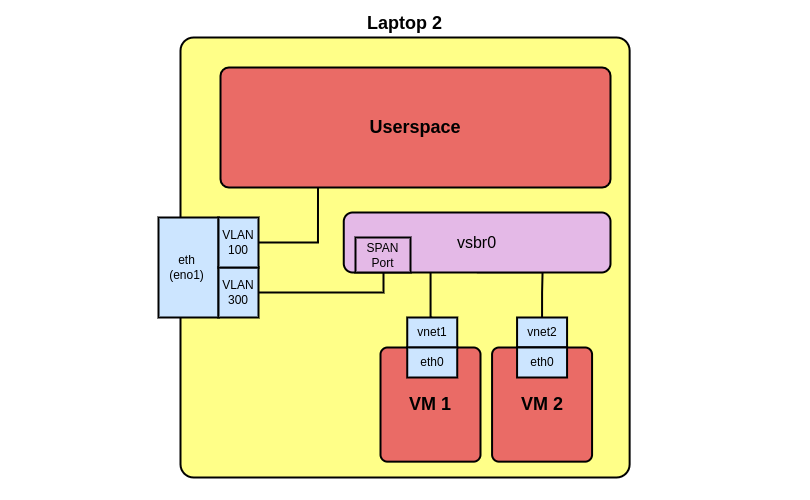 Laptop 2
Userspace
VLAN
100
eth
(eno1)
VLAN
300
SPAN
Port
vsbr0
vnet1
eth0
VM 1
vnet2
eth0
VM 2